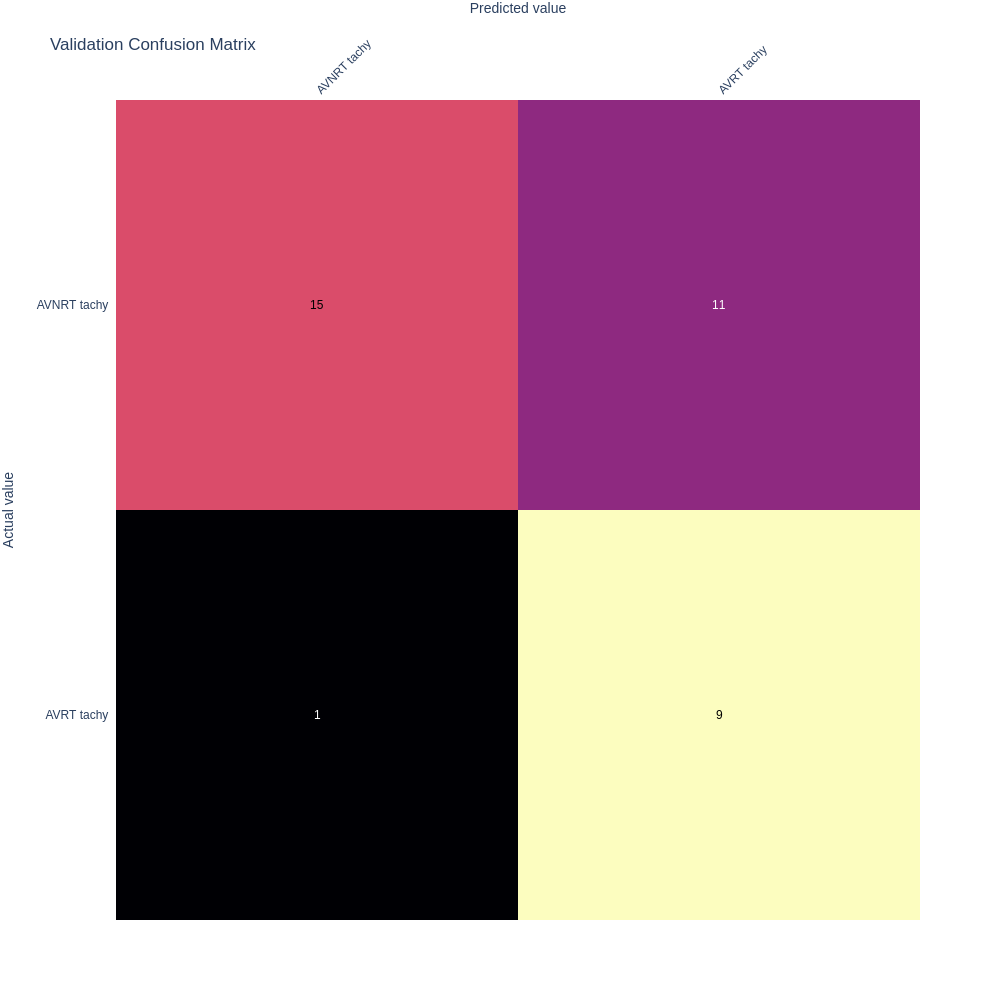 Predicted value
Validation Confusion Matrix
AVNRT tachy
AVRT tachy
AVNRT tachy
15
11
Actual value
AVRT tachy
1
9